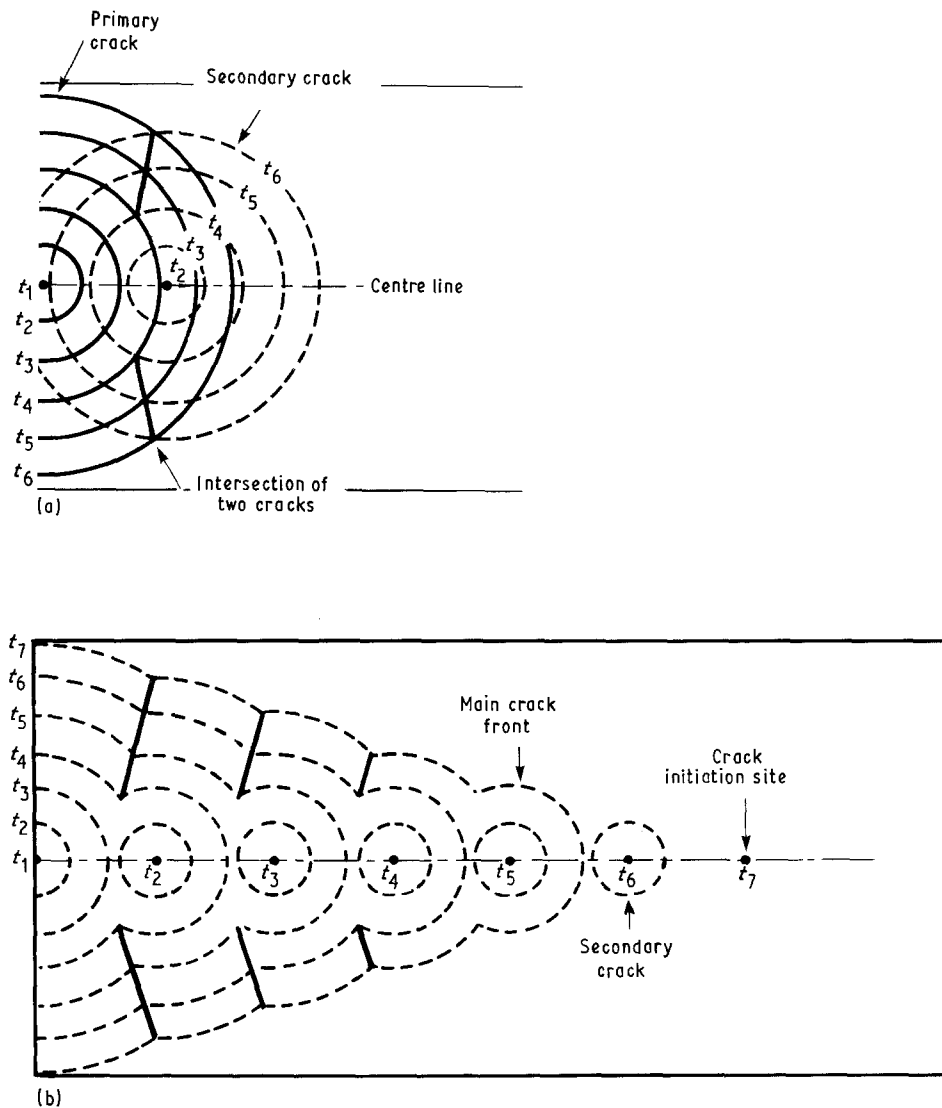 Primary
crack
Secondary crack
t6
t5
t4
t3
t2
t1
Centre line
t2
t3
t4
t5
t6
Intersection of
two cracks
(a)
t7
t6
t5
t4
t3
t2
t1
Main crack
front
Crack
initiation site
t2
t3
t4
t5
t6
t7
Secondary
crack
(b)